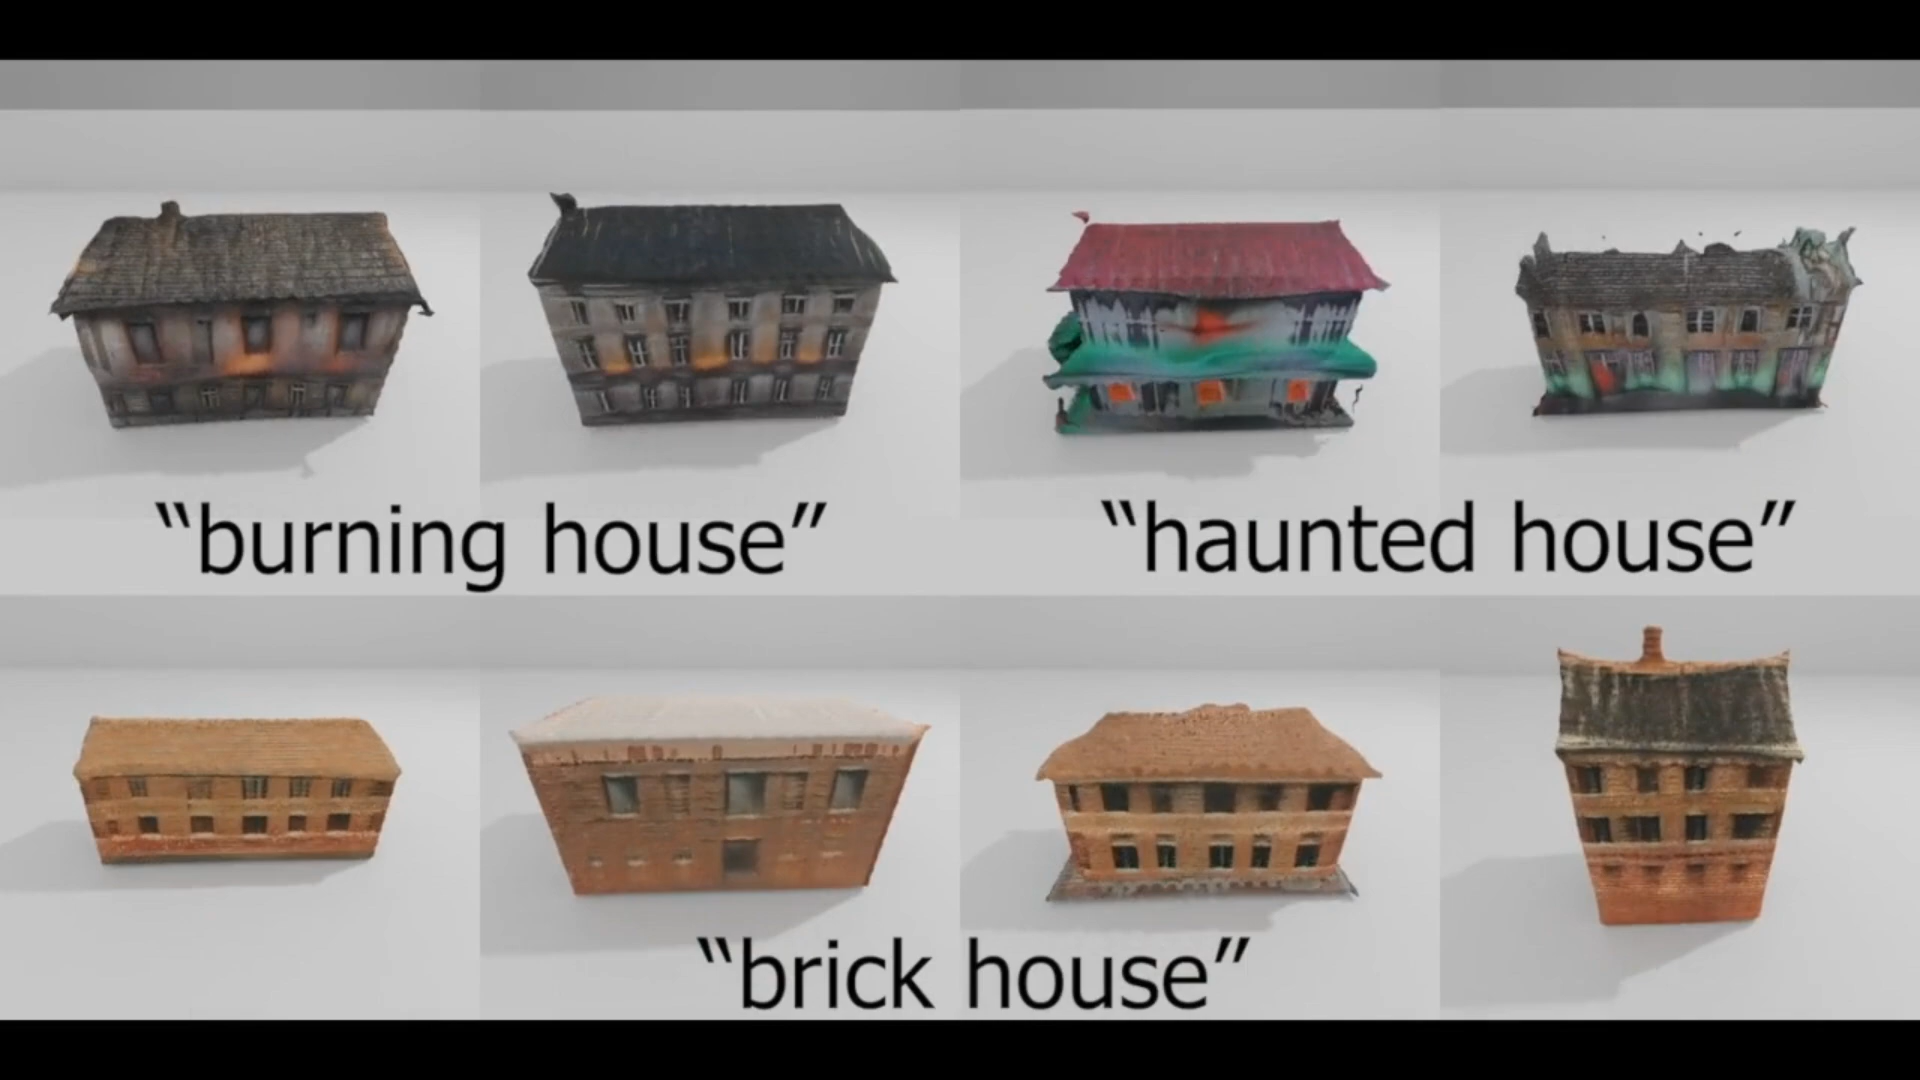 “burning house”
“haunted house”
“brick house”